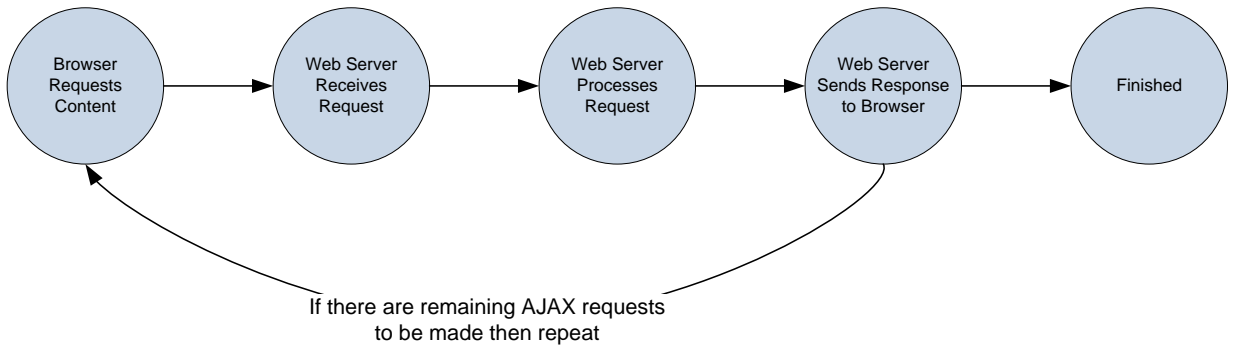 Browser
Requests
Content
Web Server
Receives
Request
Web Server
Processes
Request
Web Server
Sends Response
to Browser
Finished
If there are remaining AJAX requests
to be made then repeat